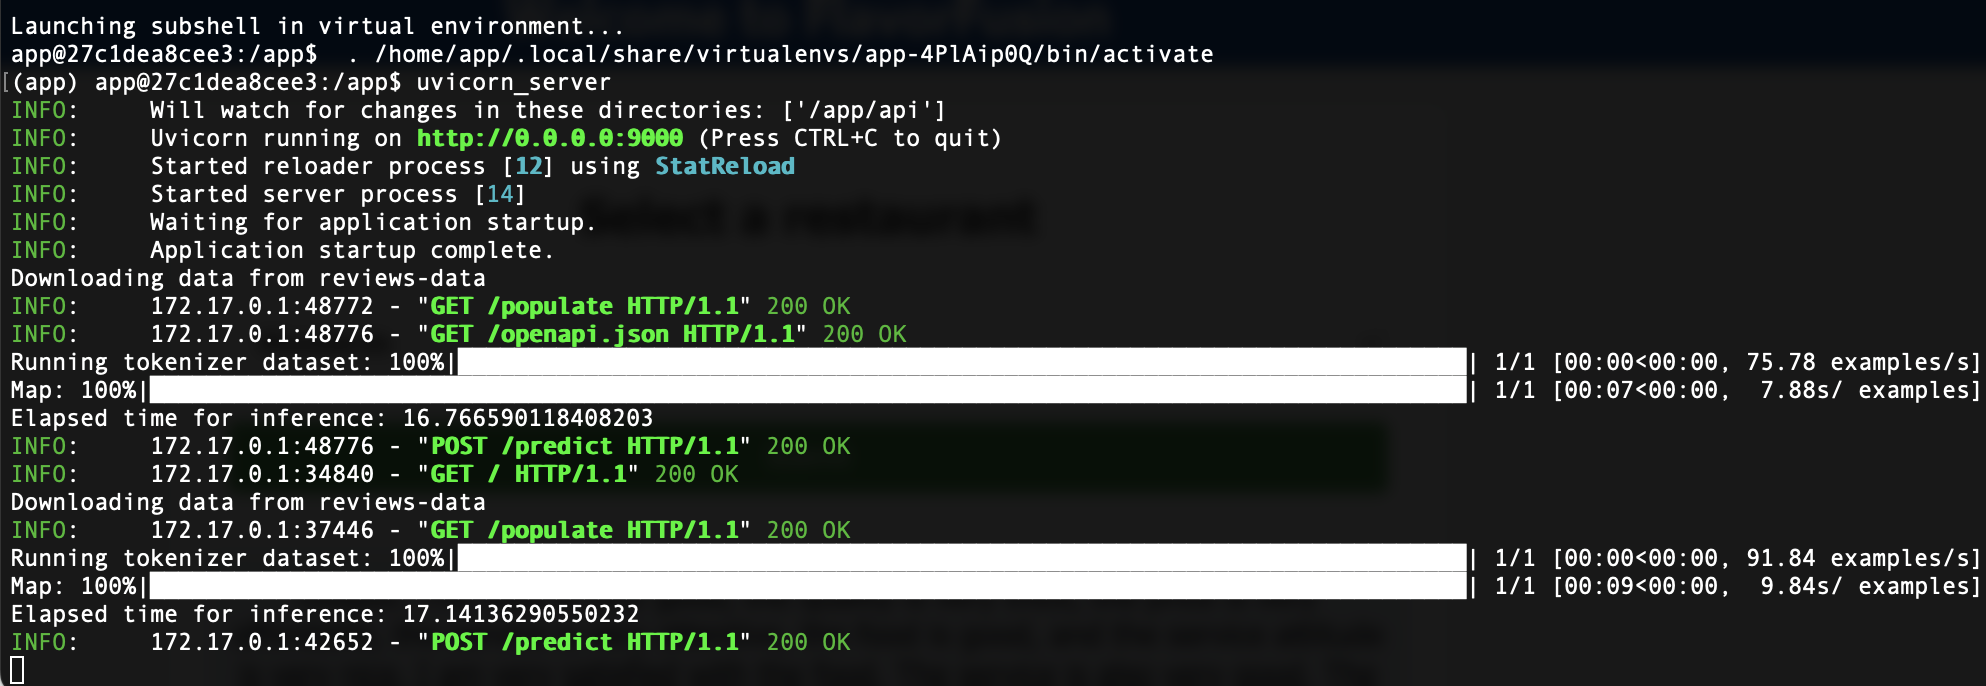 Launching subshell in virtual environment...
app@27c1dea8cee3:/app$  . /home/app/.local/share/virtualenvs/app-4PlAip0Q/bin/activate
[(app) app@27c1dea8cee3:/app$ uvicorn_server
INFO:     Will watch for changes in these directories: ['/app/api']
INFO:     Uvicorn running on http://0.0.0.0:9000 (Press CTRL+C to quit)
INFO:     Started reloader process [12] using StatReload
INFO:     Started server process [14]
INFO:     Waiting for application startup.
INFO:     Application startup complete.
Downloading data from reviews-data
INFO:     172.17.0.1:48772 - "GET /populate HTTP/1.1" 200 OK
INFO:     172.17.0.1:48776 - "GET /openapi.json HTTP/1.1" 200 OK
Running tokenizer dataset: 100%| | 1/1 [00:00<00:00, 75.78 examples/s]
Map: 100%| | 1/1 [00:07<00:00,  7.88s/ examples]
Elapsed time for inference: 16.766590118408203
INFO:     172.17.0.1:48776 - "POST /predict HTTP/1.1" 200 OK
INFO:     172.17.0.1:34840 - "GET / HTTP/1.1" 200 OK
Downloading data from reviews-data
INFO:     172.17.0.1:37446 - "GET /populate HTTP/1.1" 200 OK
Running tokenizer dataset: 100%| | 1/1 [00:00<00:00, 91.84 examples/s]
Map: 100%| | 1/1 [00:09<00:00,  9.84s/ examples]
Elapsed time for inference: 17.14136290550232
INFO:     172.17.0.1:42652 - "POST /predict HTTP/1.1" 200 OK
Select a restaurant